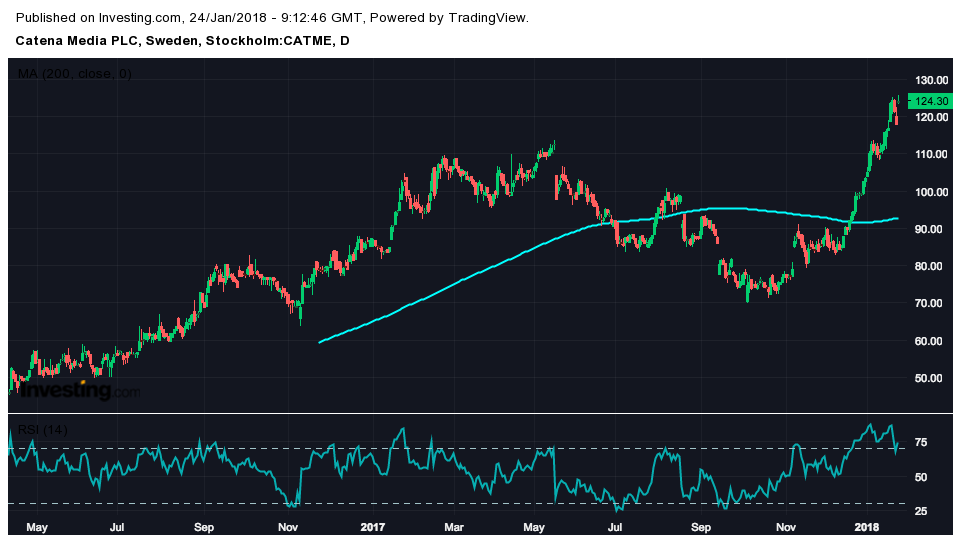 Published on Investing.com, 24/Jan/2018 - 9:12:46 GMT, Powered by TradingView.
Catena Media PLC, Sweden, Stockholm:CATME, D
MA (200, close, 0)
130.00
124.30
120.00
110.00
100.00
90.00
80.00
70.00
60.00
50.00
Investing.com
RSI (14)
75
50
25
May Jul Sep Nov 2017 Mar May Jul Sep Nov 2018